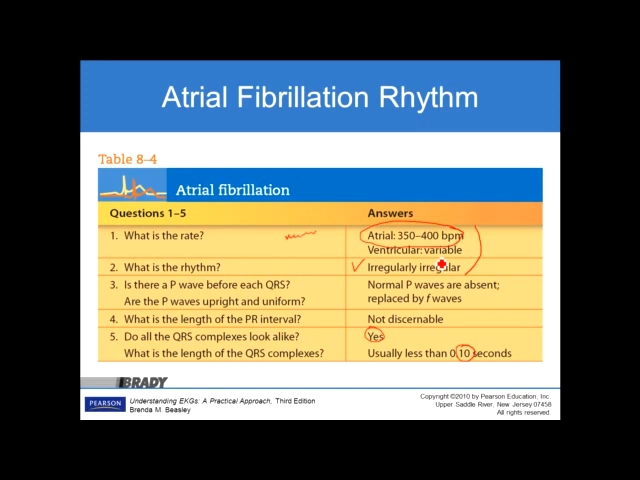 Atrial Fibrillation Rhythm
Table 8–4
Atrial fibrillation
Questions 1–5 Answers
1. What is the rate? Atrial: 350–400 bpm
Ventricular: variable
2. What is the rhythm? Irregularly irregular
3. Is there a P wave before each QRS? Normal P waves are absent;
Are the P waves upright and uniform? replaced by f waves
4. What is the length of the PR interval? Not discernable
5. Do all the QRS complexes look alike? Yes
What is the length of the QRS complexes? Usually less than 0.10 seconds
BRADY
PEARSON
Understanding EKGs: A Practical Approach, Third Edition
Brenda M. Beasley
Copyright ©2010 by Pearson Education, Inc.
Upper Saddle River, New Jersey 07458
All rights reserved.